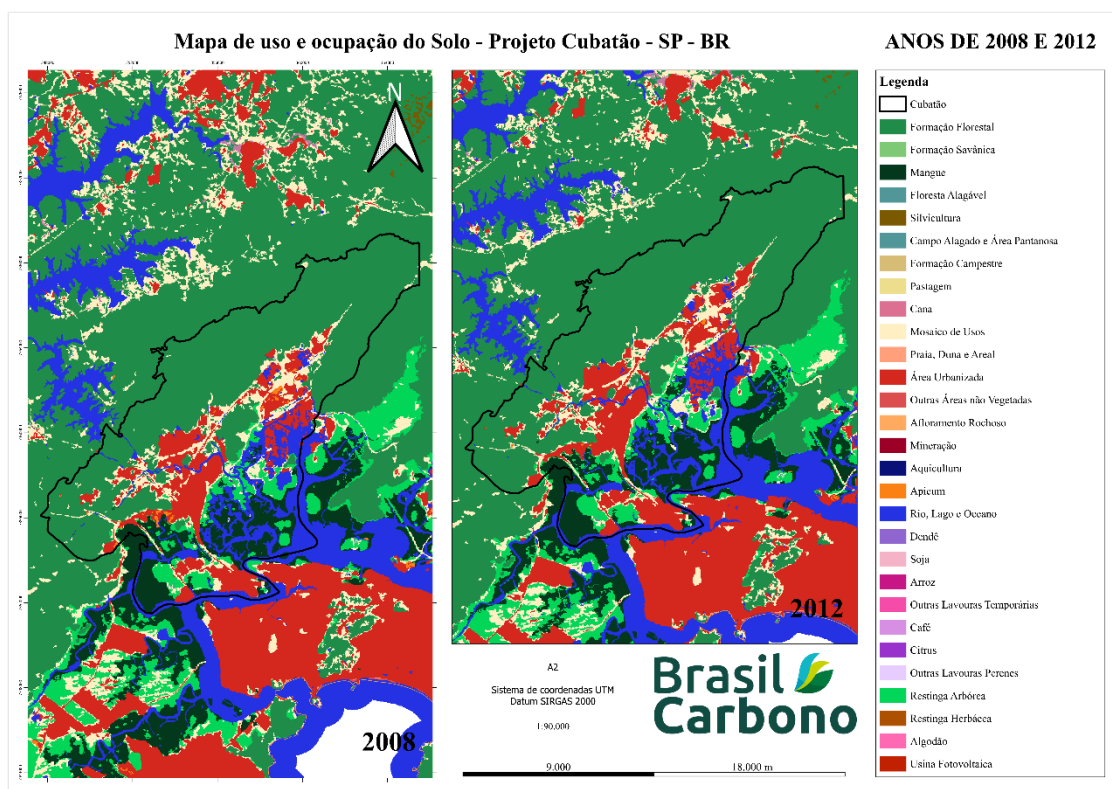 Mapa de uso e ocupação do Solo - Projeto Cubatão - SP - BR
ANOS DE 2008 E 2012
N
2008
2012
A2
Sistema de coordenadas UTM
Datum SIRGAS 2000
1:90.000
Brasil
Carbono
9.000
18.000 m
Legenda
Cubatão
Formação Florestal
Formação Savânica
Mangue
Floresta Alagável
Silvicultura
Campo Alagado e Área Pantanosa
Formação Campestre
Pastagem
Cana
Mosaico de Usos
Praia, Duna e Areal
Área Urbanizada
Outras Áreas não Vegetadas
Afloramento Rochoso
Mineração
Aquicultura
Apicum
Rio, Lago e Oceano
Dendê
Soja
Arroz
Outras Lavouras Temporárias
Café
Citrus
Outras Lavouras Perenes
Restinga Arbórea
Restinga Herbácea
Algodão
Usina Fotovoltaica